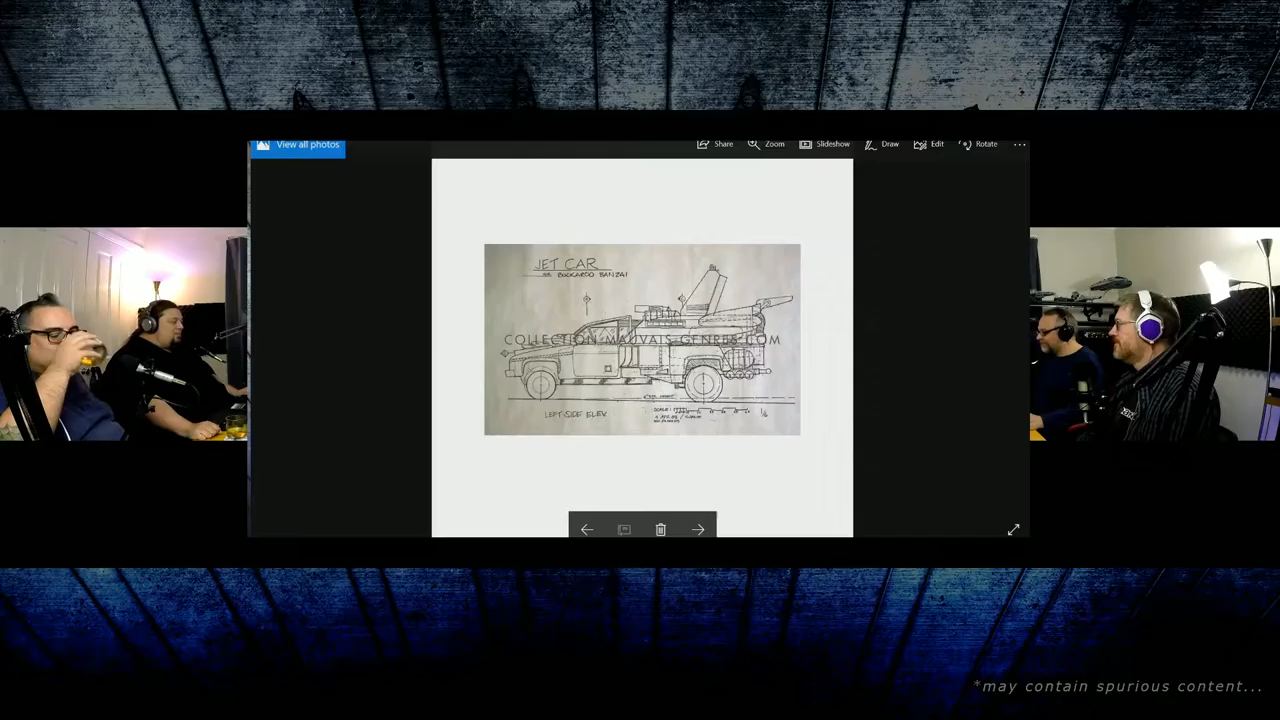 View all photos
Share
Zoom
Slideshow
Draw
Edit
Rotate
JET CAR
BUCKAROO BANZAI
COLLECTION MAUVAIS-GENRES.COM
LEFT SIDE ELEV.
*may contain spurious content...